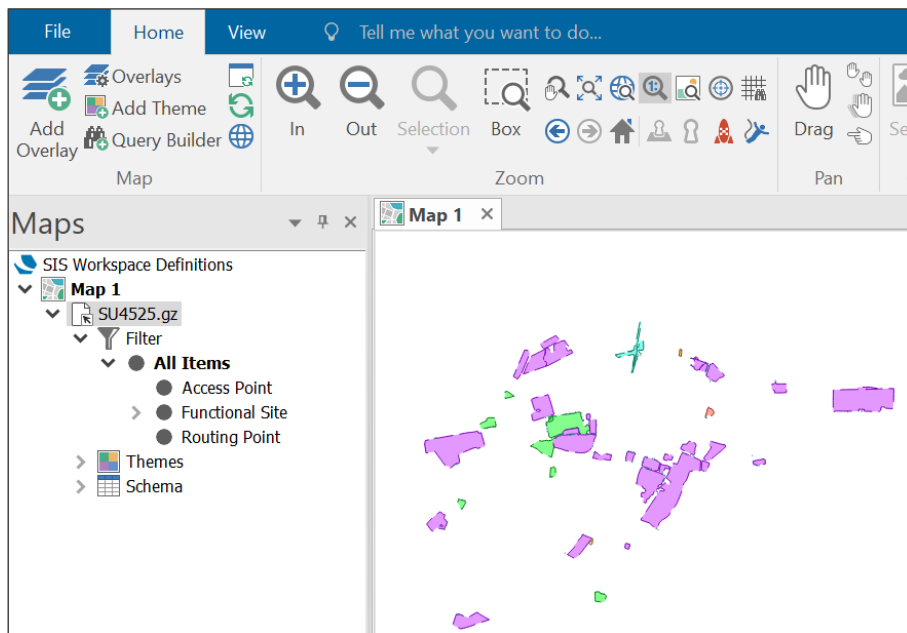 File Home View Tell me what you want to do...
Overlays
Add Theme
Query Builder
Add
Overlay
In Out Selection Box
Drag
Map Zoom Pan
Maps
Map 1
SIS Workspace Definitions
Map 1
SU4525.gz
Filter
All Items
Access Point
Functional Site
Routing Point
Themes
Schema